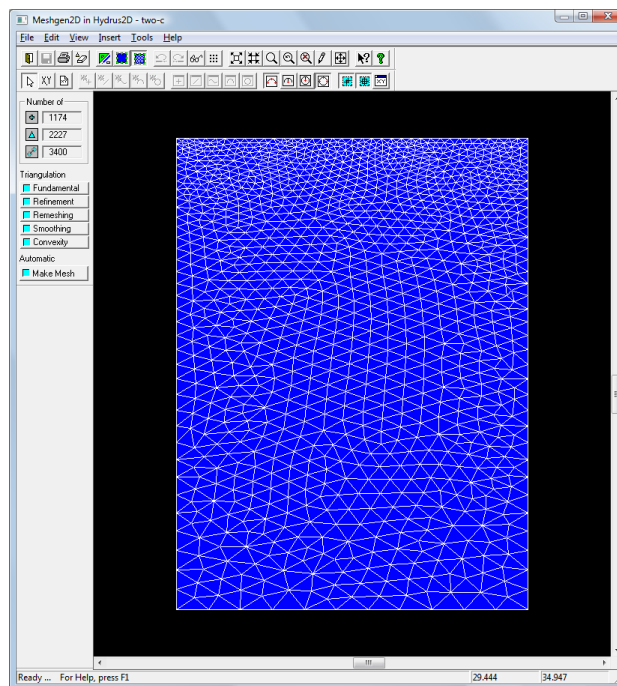 Meshgen2D in Hydrus2D - two-c
File Edit View Insert Tools Help
XY
XY
Number of
1174
2227
3400
Triangulation
Fundamental
Refinement
Remeshing
Smoothing
Convexity
Automatic
Make Mesh
Ready ... For Help, press F1 29.444 34.947